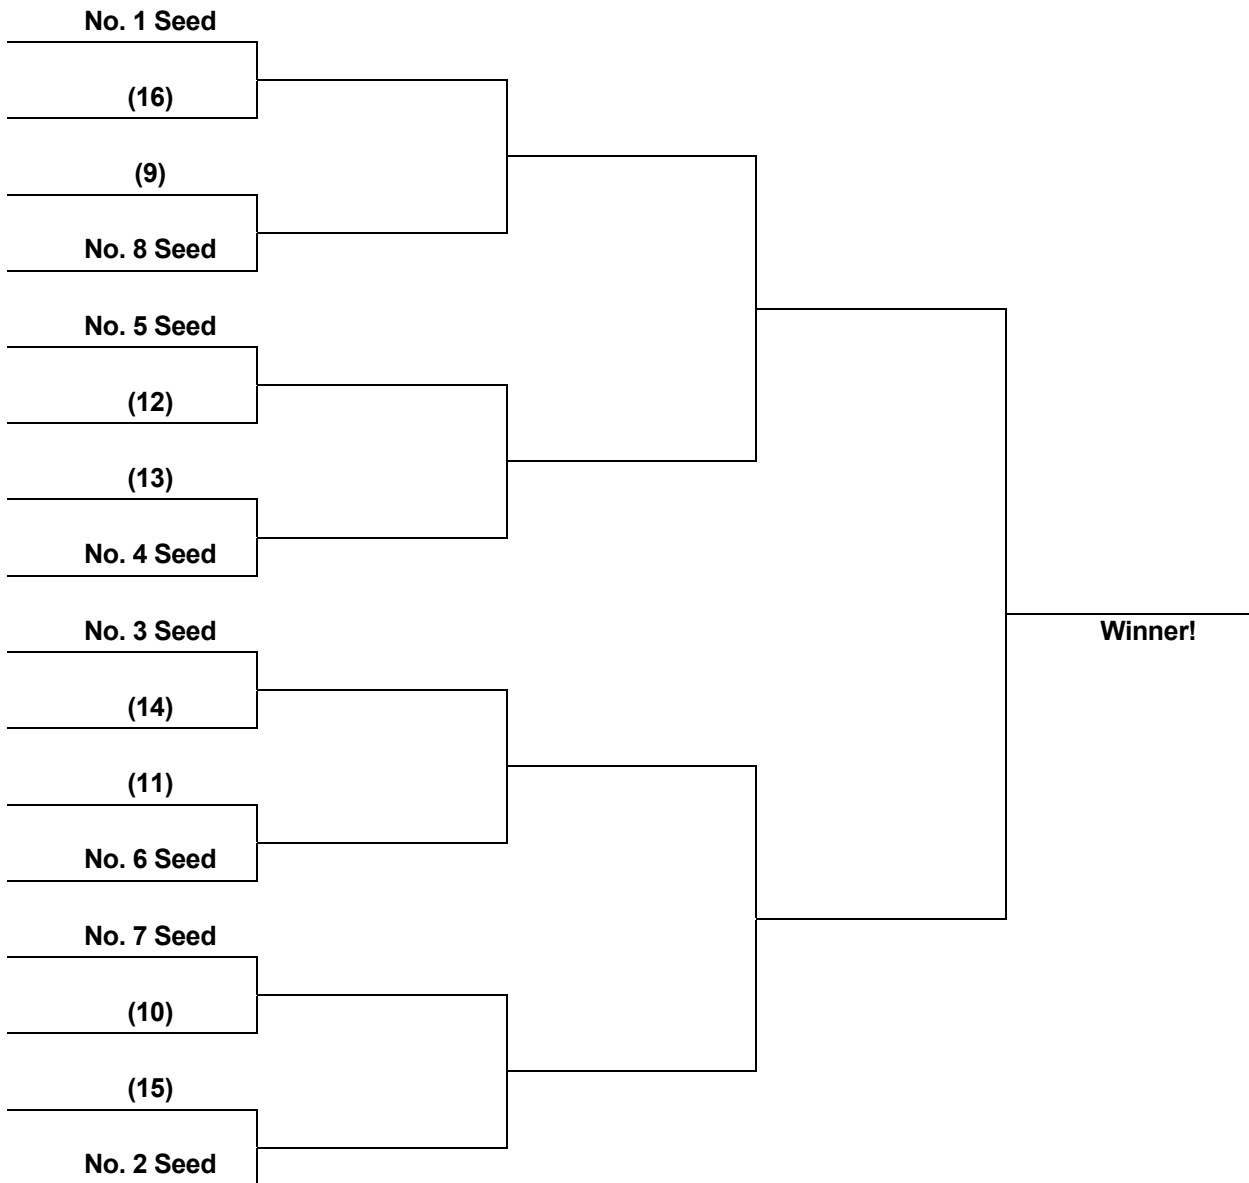 No. 1 Seed
(16)
(9)
No. 8 Seed
No. 5 Seed
(12)
(13)
No. 4 Seed
No. 3 Seed
(14)
(11)
No. 6 Seed
No. 7 Seed
(10)
(15)
No. 2 Seed
Winner!